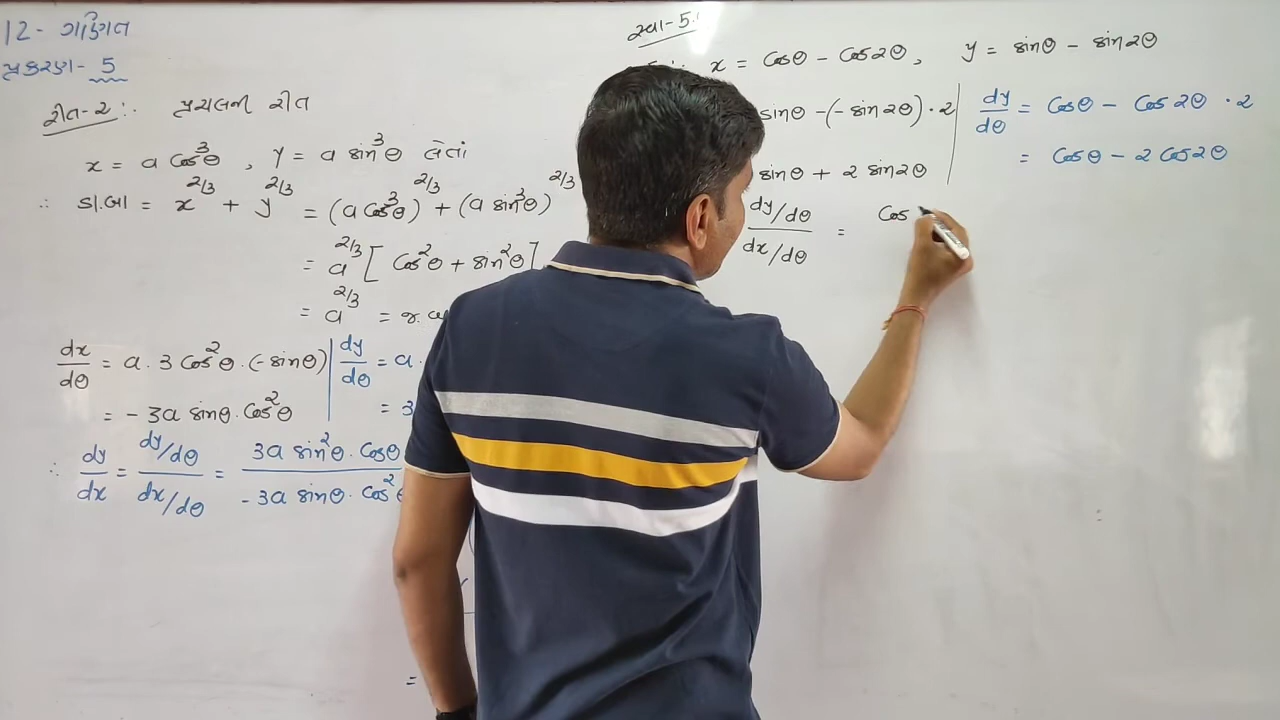 12 - ગણિત
પ્રકરણ - 5
રીત-2 :. પ્રચલની રીત
x = a cos³θ , y = a sin³θ લેતાં
∴ ડા.બા = x^2/3 + y^2/3 = (a cos³θ)^2/3 + (a sin³θ)^2/3
= a^2/3 [ cos²θ + sin²θ ]
= a^2/3 = જ.બા
dx/dθ = a · 3 cos²θ · (- sinθ) | dy/dθ = a ·
= - 3a sinθ · cos²θ | = 3
∴ dy/dx = (dy/dθ)/(dx/dθ) = (3a sin²θ · cosθ)/(- 3a sinθ · cos²θ)
=
સ્વા-5.
x = cosθ - cos2θ , y = sinθ - sin2θ
sinθ - (- sin2θ) · 2 | dy/dθ = cosθ - cos2θ · 2
sinθ + 2 sin2θ | = cosθ - 2 cos2θ
(dy/dθ)/(dx/dθ) = cos